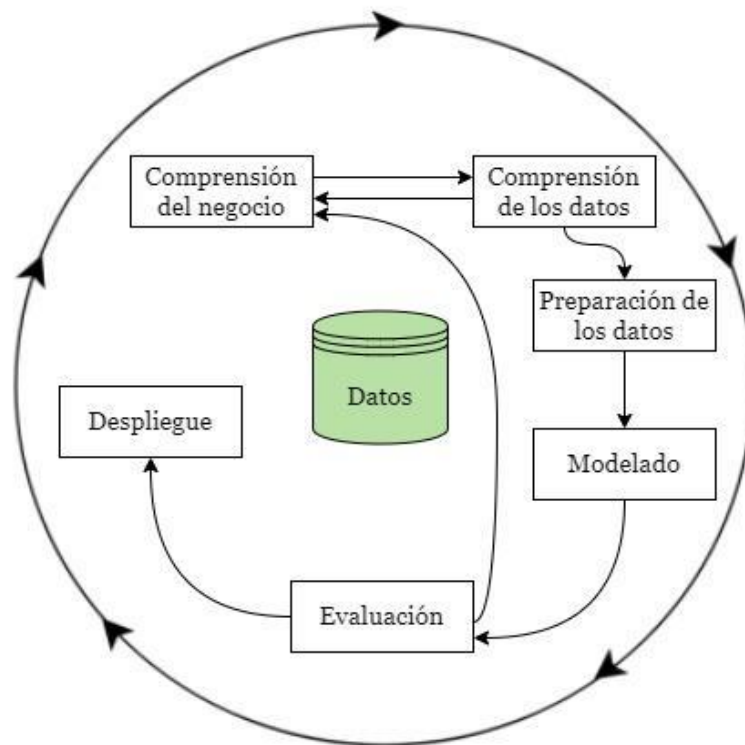 Comprensión
del negocio
Comprensión
de los datos
Preparación de
los datos
Datos
Despliegue
Modelado
Evaluación